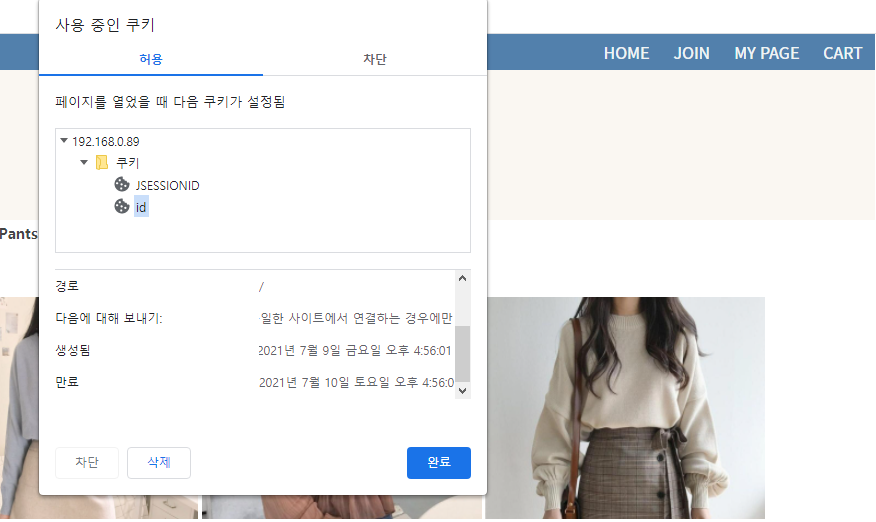 사용 중인 쿠키
허용 차단
HOME JOIN MY PAGE CART
페이지를 열었을 때 다음 쿠키가 설정됨
192.168.0.89
쿠키
JSESSIONID
id
Pants
경로 /
다음에 대해 보내기: 일한 사이트에서 연결하는 경우에만
생성됨 2021년 7월 9일 금요일 오후 4:56:01
만료 2021년 7월 10일 토요일 오후 4:56:0
차단 삭제 완료